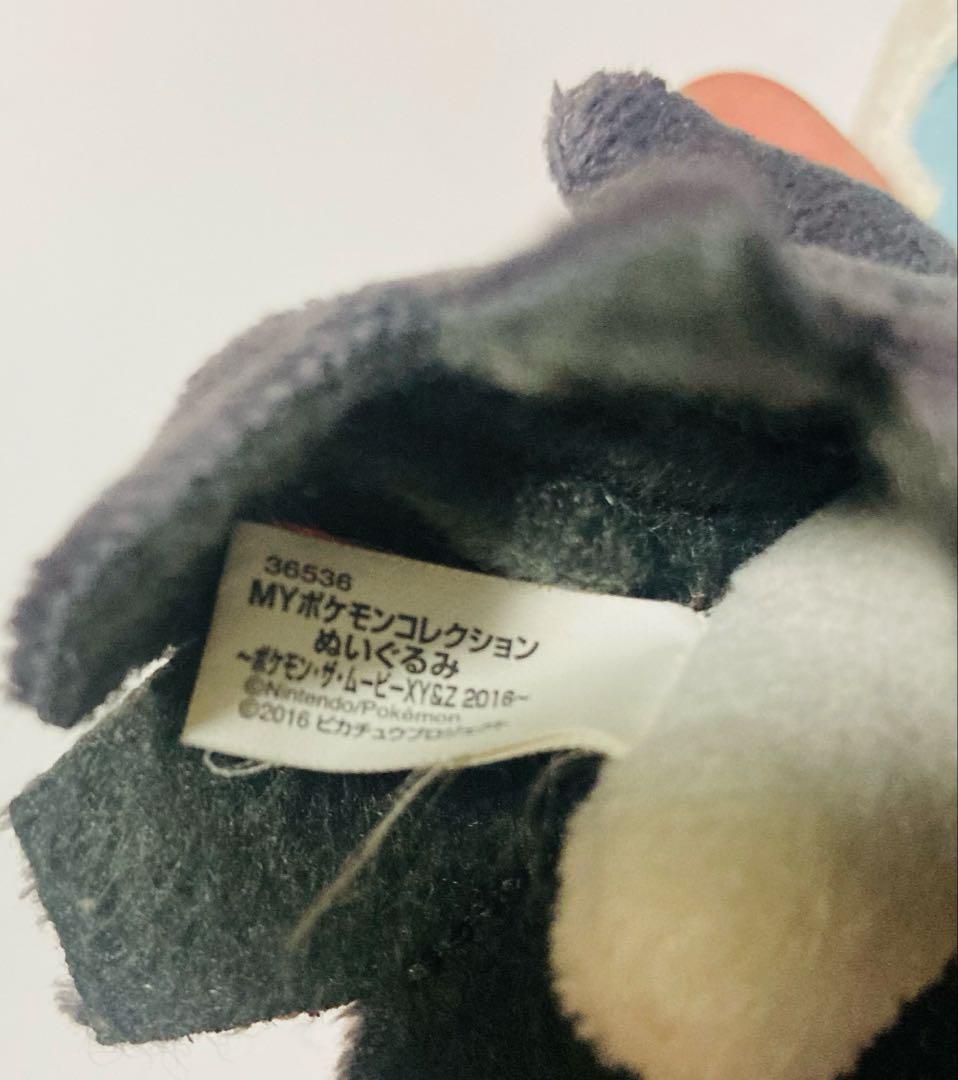 36536
MYポケモンコレクション
ぬいぐるみ
~ポケモン・ザ・ムービーXY&Z 2016~
©Nintendo/Pokémon
©2016 ピカチュウプロジェクト